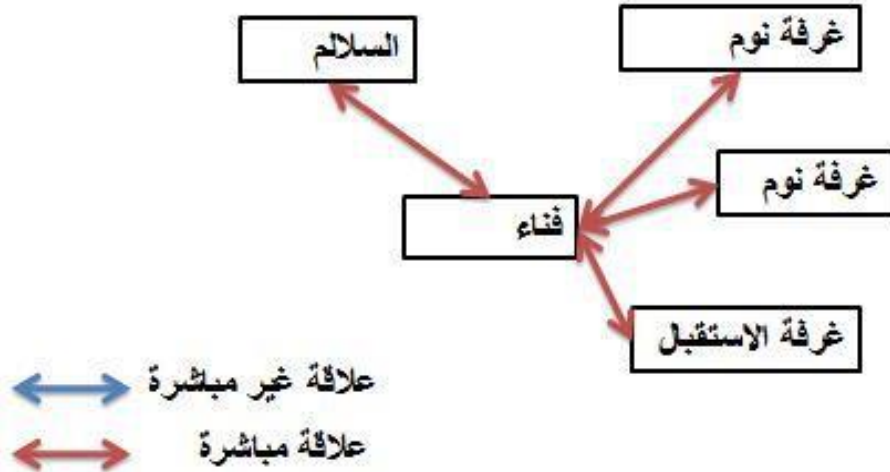 غرفة نوم
السلالم
غرفة نوم
فناء
غرفة الاستقبال
علاقة غير مباشرة
علاقة مباشرة